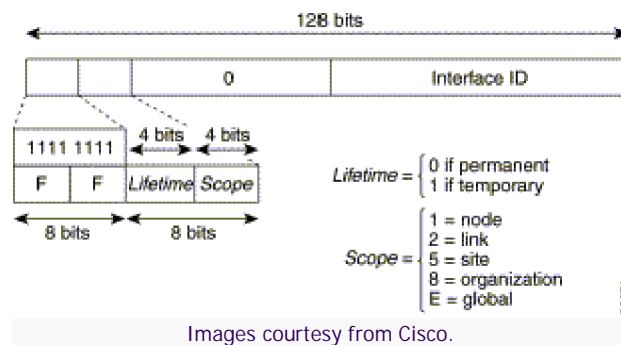 128 bits
0 Interface ID
4 bits 4 bits
1111 1111
F F Lifetime Scope
8 bits 8 bits
Lifetime = 0 if permanent
1 if temporary
Scope = 1 = node
2 = link
5 = site
8 = organization
E = global
Images courtesy from Cisco.